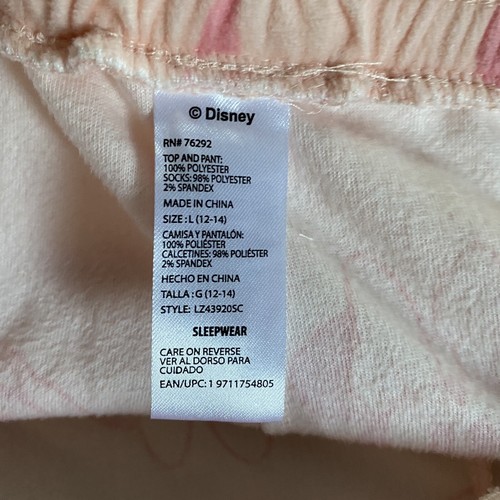 © Disney
RN# 76292
TOP AND PANT:
100% POLYESTER
SOCKS: 98% POLYESTER
2% SPANDEX
MADE IN CHINA
SIZE : L (12-14)
CAMISA Y PANTALÓN:
100% POLIÉSTER
CALCETINES: 98% POLIÉSTER
2% SPANDEX
HECHO EN CHINA
TALLA : G (12-14)
STYLE: LZ43920SC
SLEEPWEAR
CARE ON REVERSE
VER AL DORSO PARA
CUIDADO
EAN/UPC: 1 9711754805